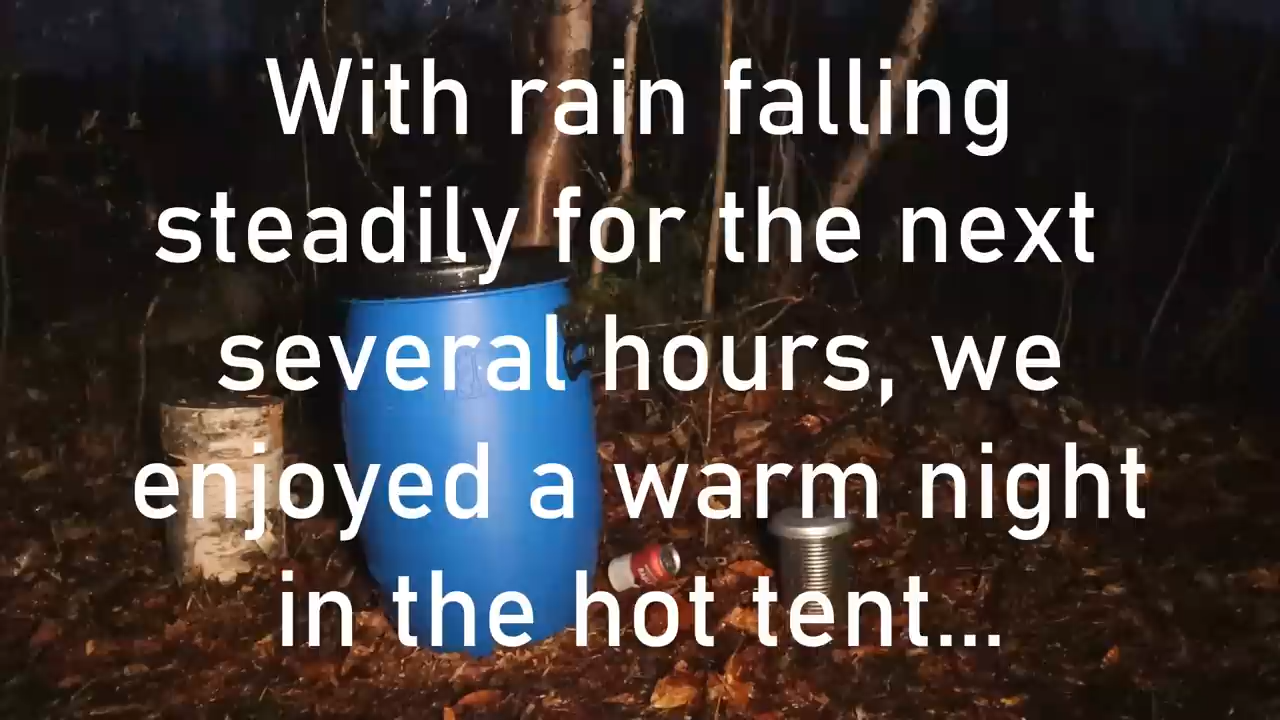 With rain falling
steadily for the next
several hours, we
enjoyed a warm night
in the hot tent...